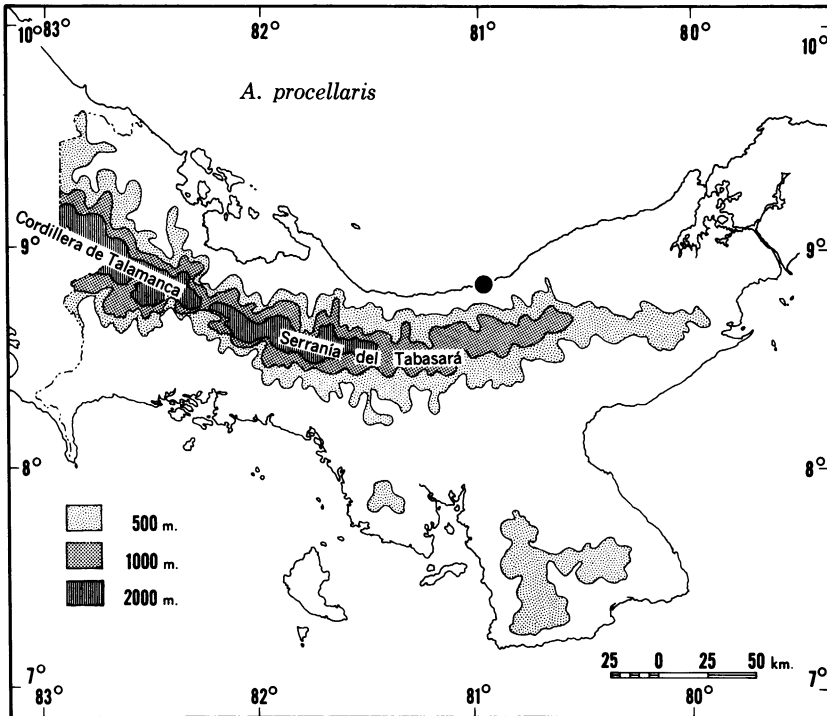 83° 82° 81° 80°
10° 10°
A. procellaris
9° 9°
Cordillera de Talamanca
Serranía del Tabasará
8° 8°
500 m.
1000 m.
2000 m.
25 0 25 50 km.
7° 7°
83° 82° 81° 80°